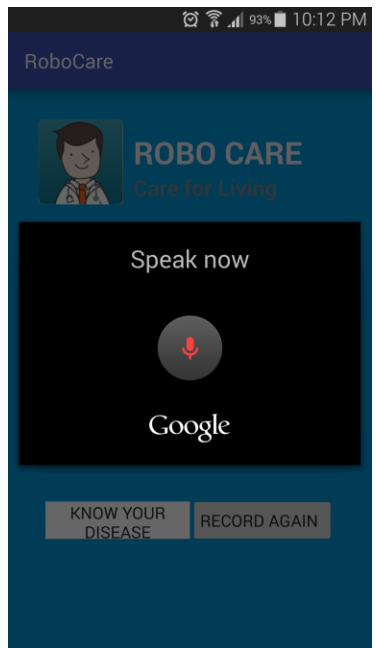 93% 10:12 PM
RoboCare
ROBO CARE
Care for Living
Speak now
Google
KNOW YOUR
DISEASE
RECORD AGAIN